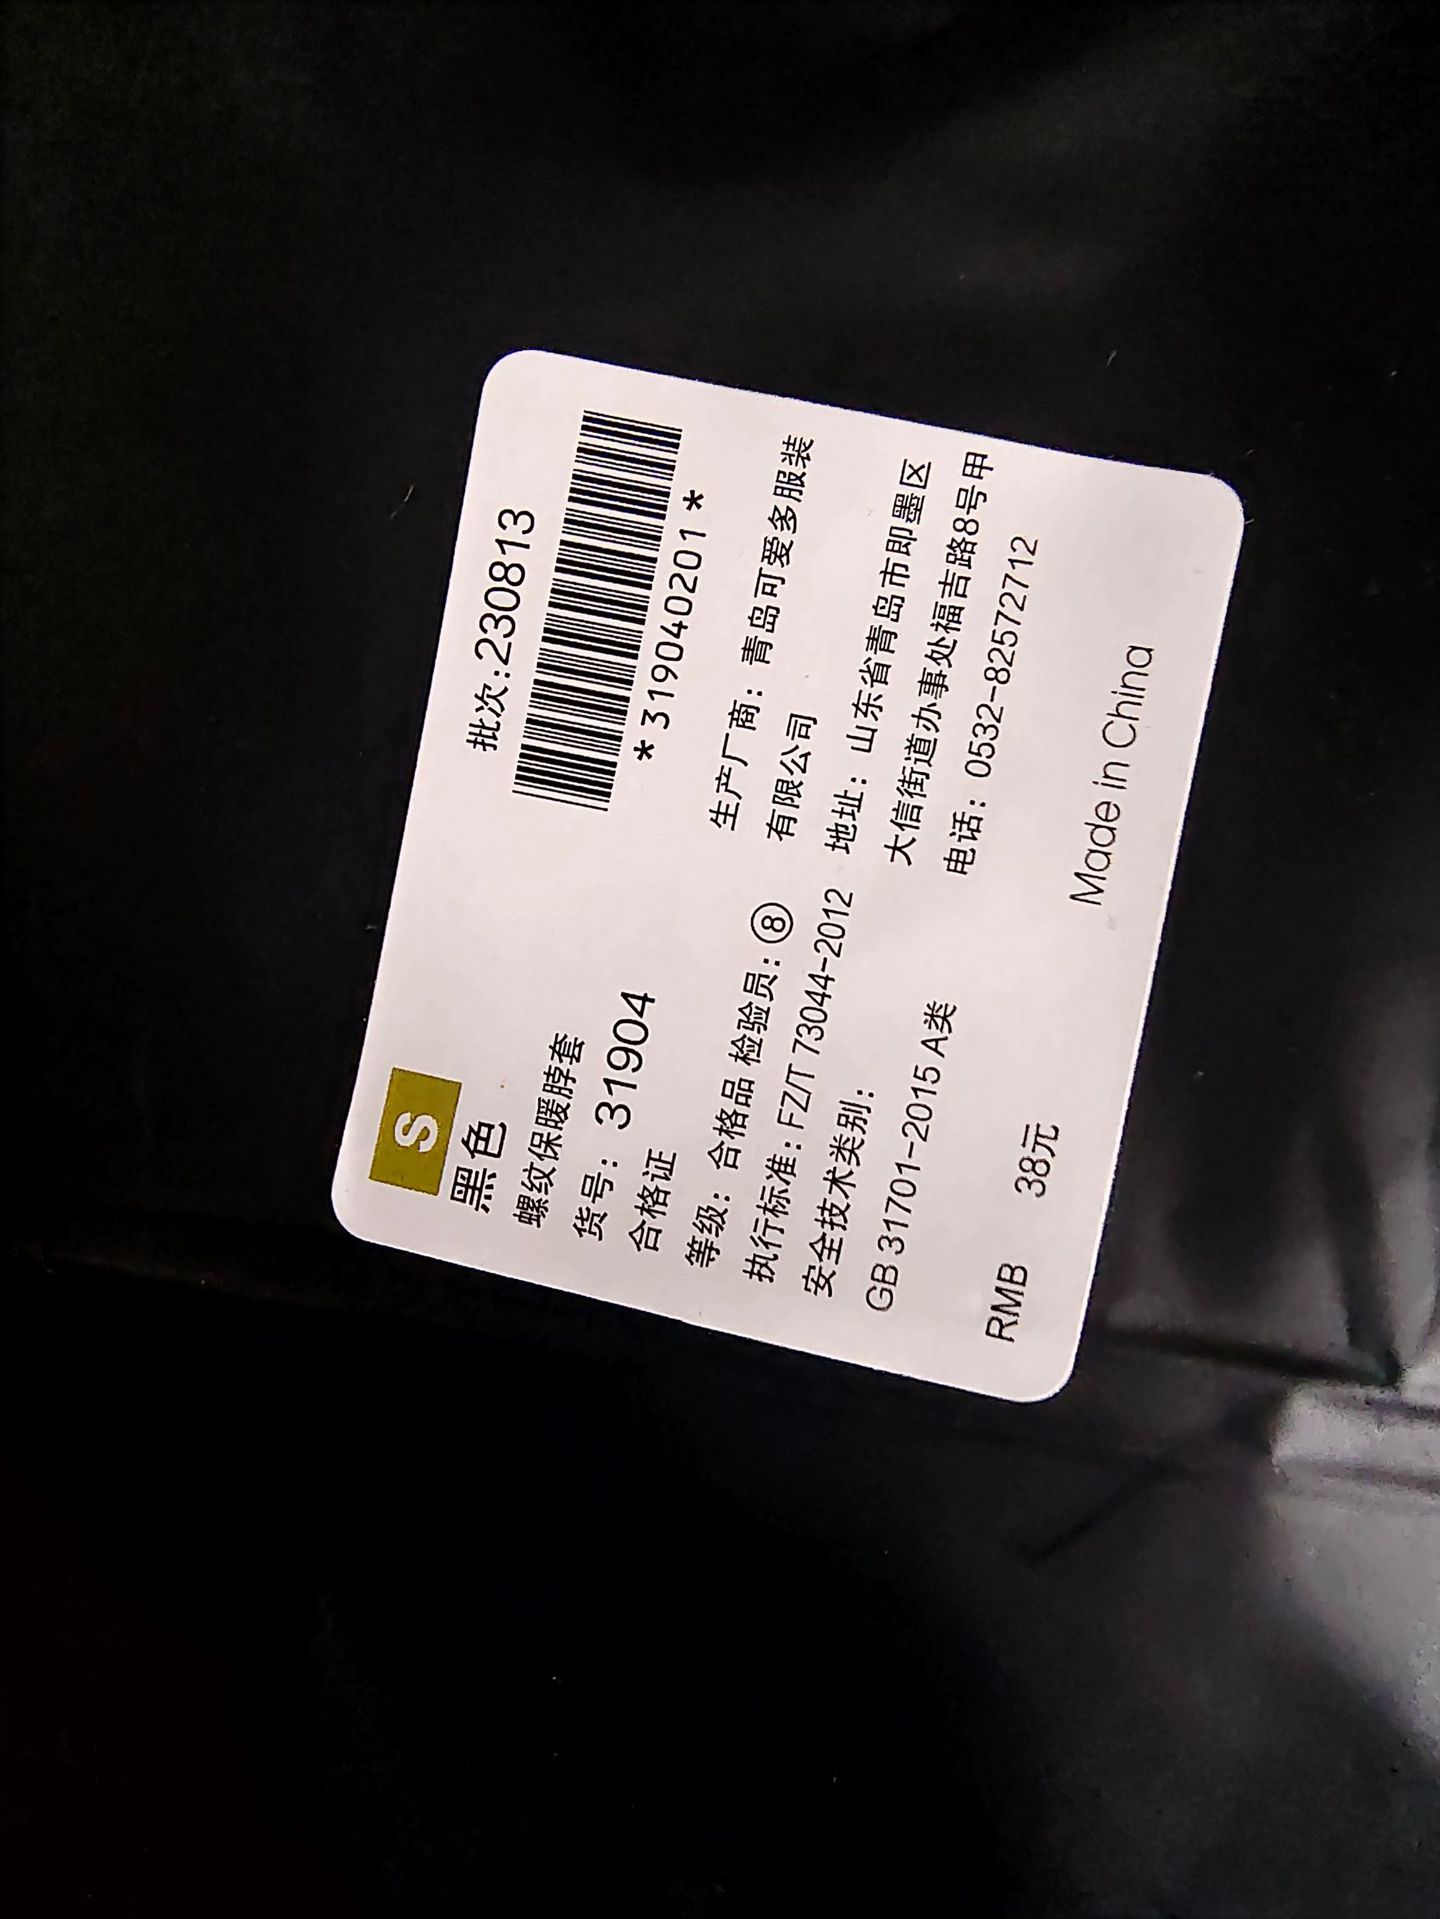 S
黑色
螺纹保暖脖套
货号：31904
合格证
等级：合格品 检验员：⑧
执行标准：FZ/T 73044-2012
安全技术类别：
GB 31701-2015 A类
RMB 38元
批次:230813
*319040201*
生产厂商：青岛可爱多服装
有限公司
地址：山东省青岛市即墨区
大信街道办事处福吉路8号甲
电话：0532-82572712
Made in China